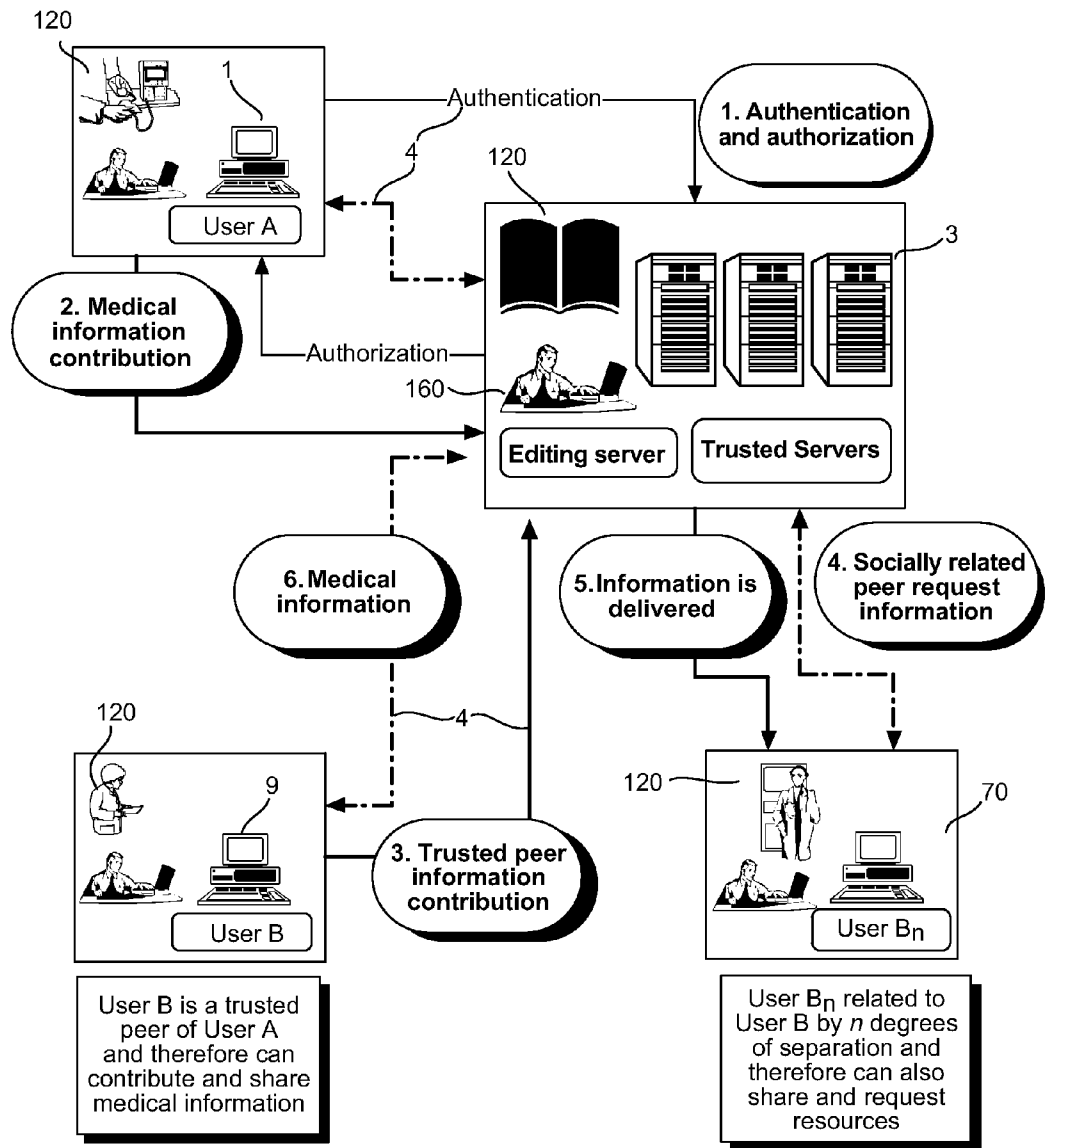 120
1
Authentication
1. Authentication
and authorization
4
120
User A
3
2. Medical
information
contribution
Authorization
160
Editing server
Trusted Servers
6. Medical
information
5. Information is
delivered
4. Socially related
peer request
information
120
4
9
120
70
3. Trusted peer
information
contribution
User B
User Bn
User B is a trusted
peer of User A
and therefore can
contribute and share
medical information
User Bn related to
User B by n degrees
of separation and
therefore can also
share and request
resources